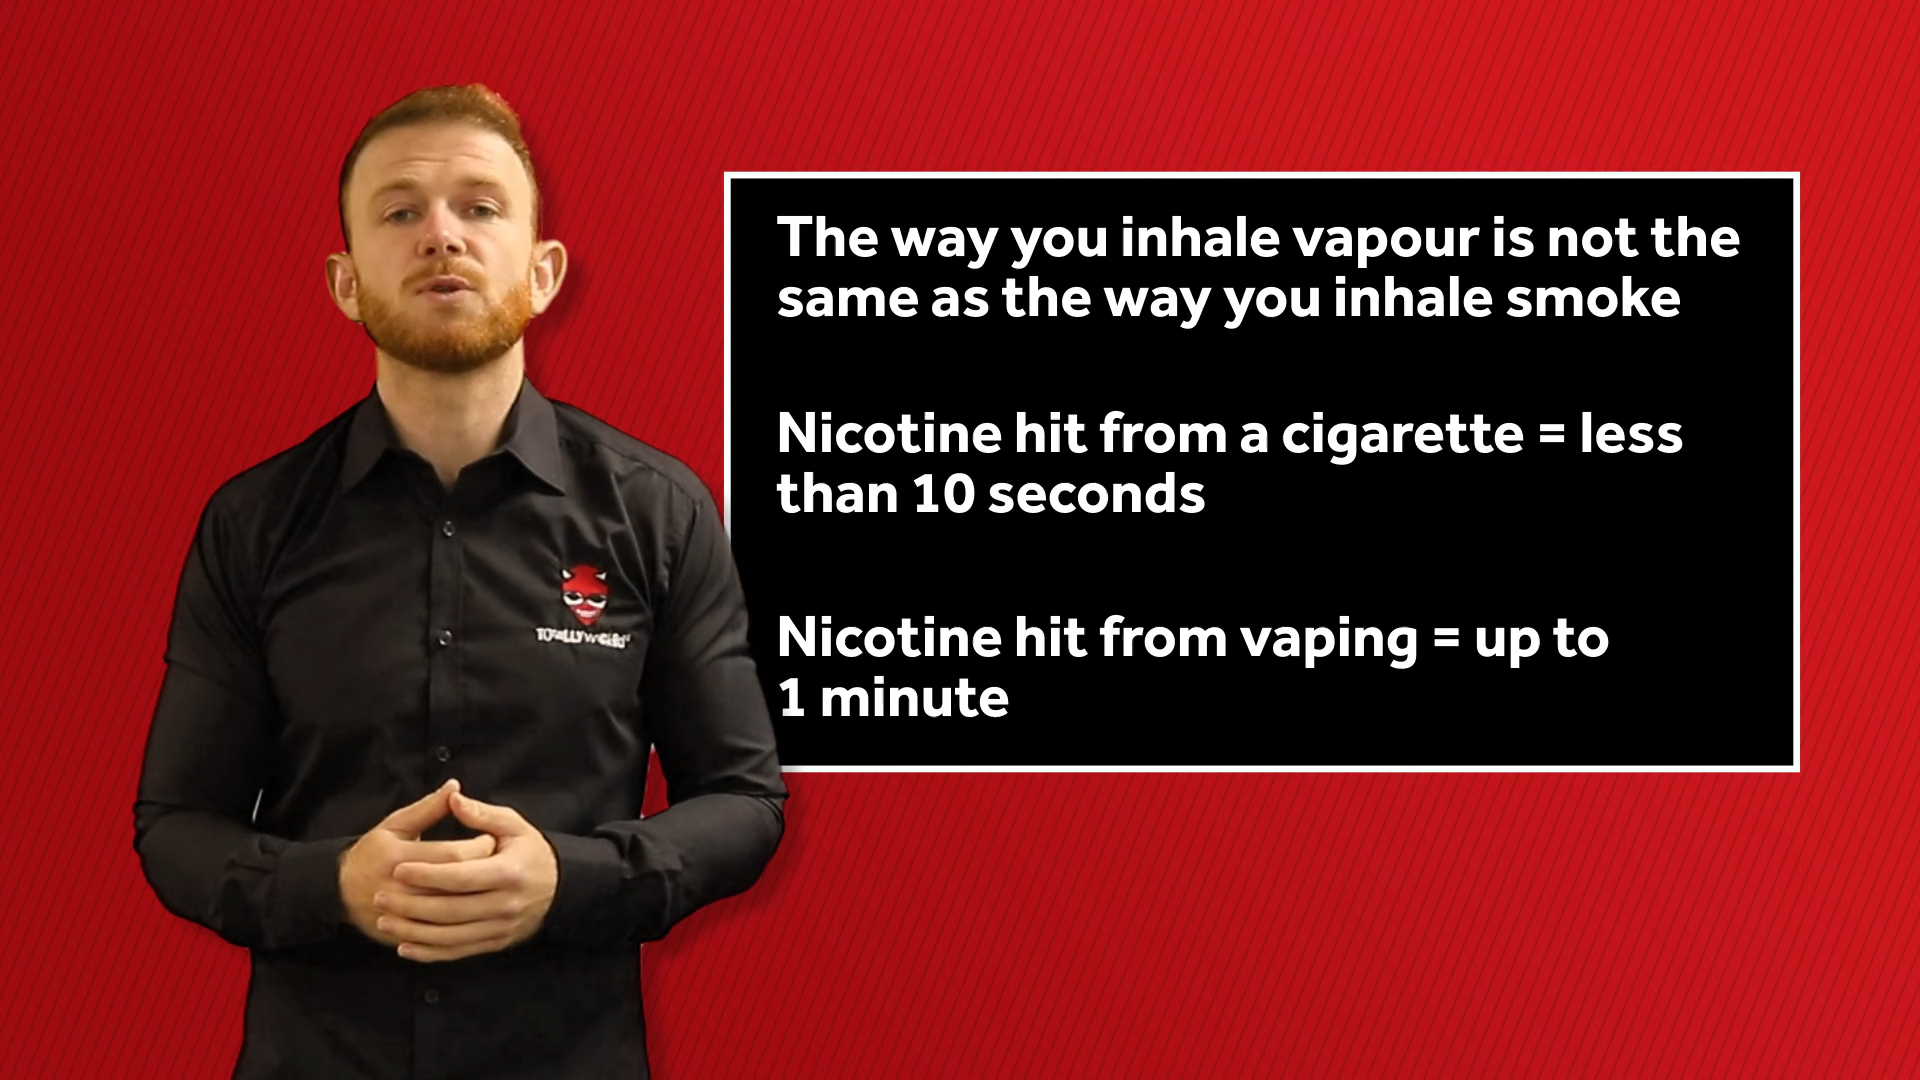 The way you inhale vapour is not the
same as the way you inhale smoke
Nicotine hit from a cigarette = less
than 10 seconds
Nicotine hit from vaping = up to
1 minute